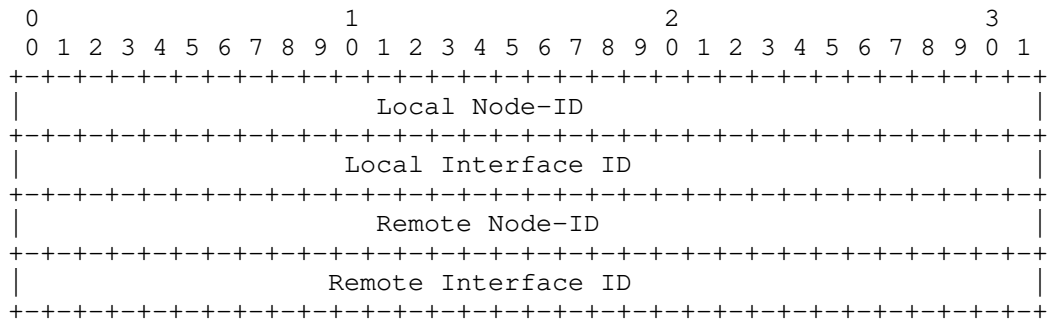 0                   1                   2                   3
 0 1 2 3 4 5 6 7 8 9 0 1 2 3 4 5 6 7 8 9 0 1 2 3 4 5 6 7 8 9 0 1
+-+-+-+-+-+-+-+-+-+-+-+-+-+-+-+-+-+-+-+-+-+-+-+-+-+-+-+-+-+-+-+-+
|                      Local Node-ID                            |
+-+-+-+-+-+-+-+-+-+-+-+-+-+-+-+-+-+-+-+-+-+-+-+-+-+-+-+-+-+-+-+-+
|                    Local Interface ID                         |
+-+-+-+-+-+-+-+-+-+-+-+-+-+-+-+-+-+-+-+-+-+-+-+-+-+-+-+-+-+-+-+-+
|                      Remote Node-ID                           |
+-+-+-+-+-+-+-+-+-+-+-+-+-+-+-+-+-+-+-+-+-+-+-+-+-+-+-+-+-+-+-+-+
|                   Remote Interface ID                         |
+-+-+-+-+-+-+-+-+-+-+-+-+-+-+-+-+-+-+-+-+-+-+-+-+-+-+-+-+-+-+-+-+